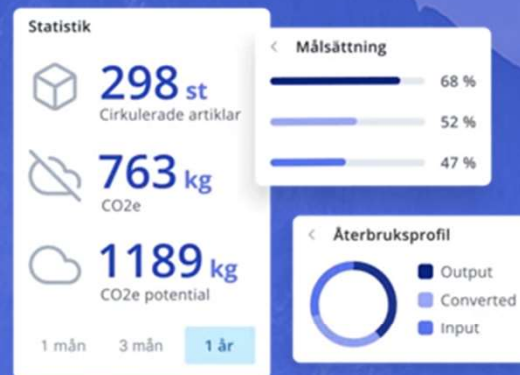 Statistik
298 st
Cirkulerade artiklar
763 kg
CO2e
1189 kg
CO2e potential
1 mån 3 mån 1 år
Målsättning
68 %
52 %
47 %
Återbruksprofil
Output
Converted
Input